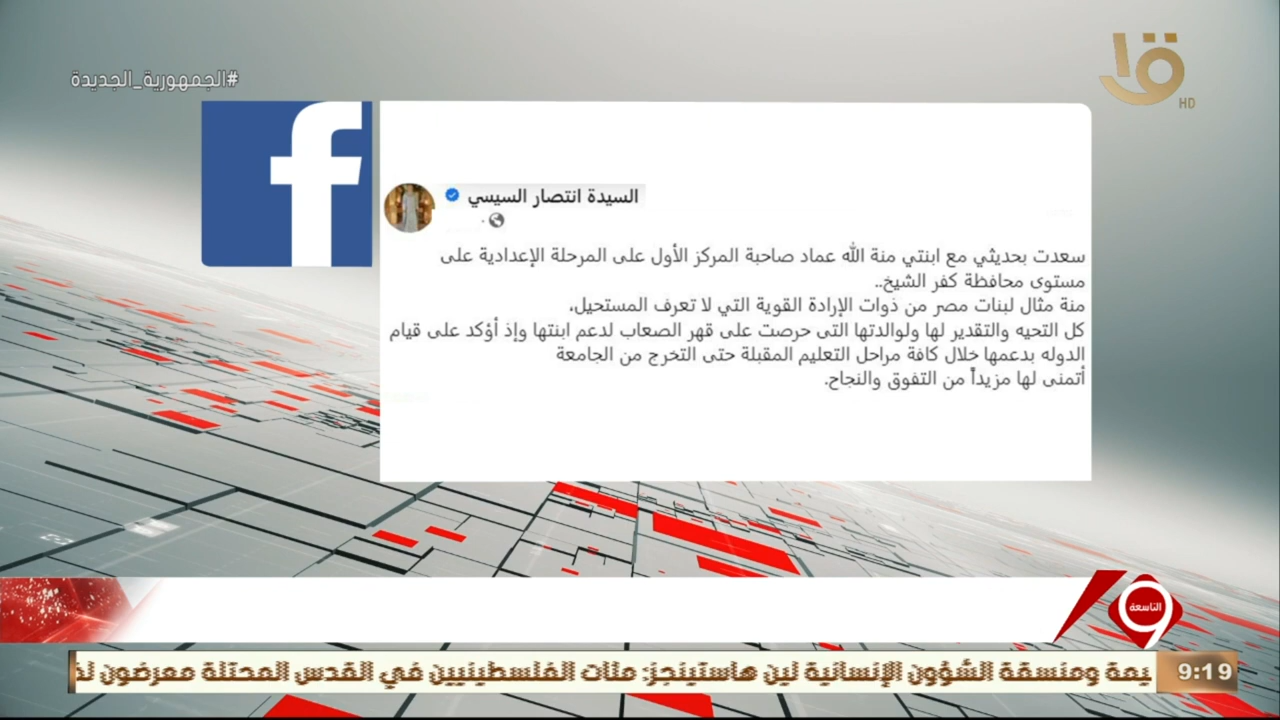 #الجمهورية_الجديدة
HD
f
السيدة انتصار السيسي
سعدت بحديثي مع ابنتي منة الله عماد صاحبة المركز الأول على المرحلة الإعدادية على
مستوى محافظة كفر الشيخ..
منة مثال لبنات مصر من ذوات الإرادة القوية التي لا تعرف المستحيل،
كل التحيه والتقدير لها ولوالدتها التى حرصت على قهر الصعاب لدعم ابنتها وإذ أؤكد على قيام
الدوله بدعمها خلال كافة مراحل التعليم المقبلة حتى التخرج من الجامعة
أتمنى لها مزيداً من التفوق والنجاح.
التاسعة
9
9:19
يمة ومنسقة الشؤون الإنسانية لين هاستينجز: مئات الفلسطينيين في القدس المحتلة معرضون